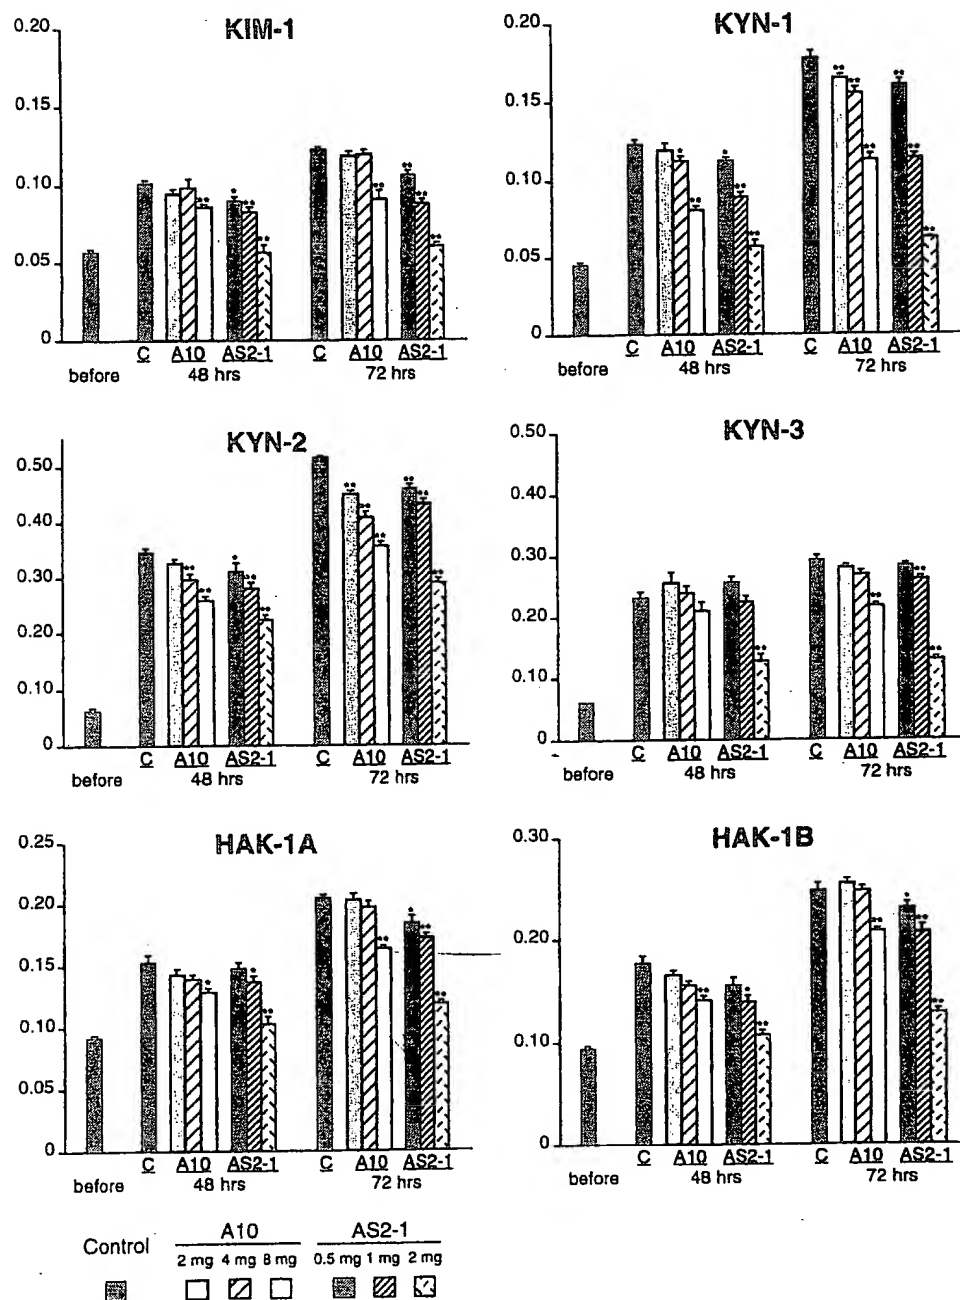 KIM-1
0.20
0.15
0.10
0.05
0
before
C A10 AS2-1 C A10 AS2-1
48 hrs 72 hrs
** * ** ** ** ** ** **
KYN-1
0.20
0.15
0.10
0.05
0
before
C A10 AS2-1 C A10 AS2-1
48 hrs 72 hrs
* ** * ** ** ** ** ** ** ** **
KYN-2
0.50
0.40
0.30
0.20
0.10
0
before
C A10 AS2-1 C A10 AS2-1
48 hrs 72 hrs
** ** * ** ** ** ** ** ** ** **
KYN-3
0.50
0.40
0.30
0.20
0.10
0
before
C A10 AS2-1 C A10 AS2-1
48 hrs 72 hrs
** ** ** **
HAK-1A
0.25
0.20
0.15
0.10
0.05
0
before
C A10 AS2-1 C A10 AS2-1
48 hrs 72 hrs
* * ** ** * ** **
HAK-1B
0.30
0.20
0.10
0
before
C A10 AS2-1 C A10 AS2-1
48 hrs 72 hrs
** * ** ** * ** **
A10 AS2-1
Control 2 mg 4 mg 8 mg 0.5 mg 1 mg 2 mg